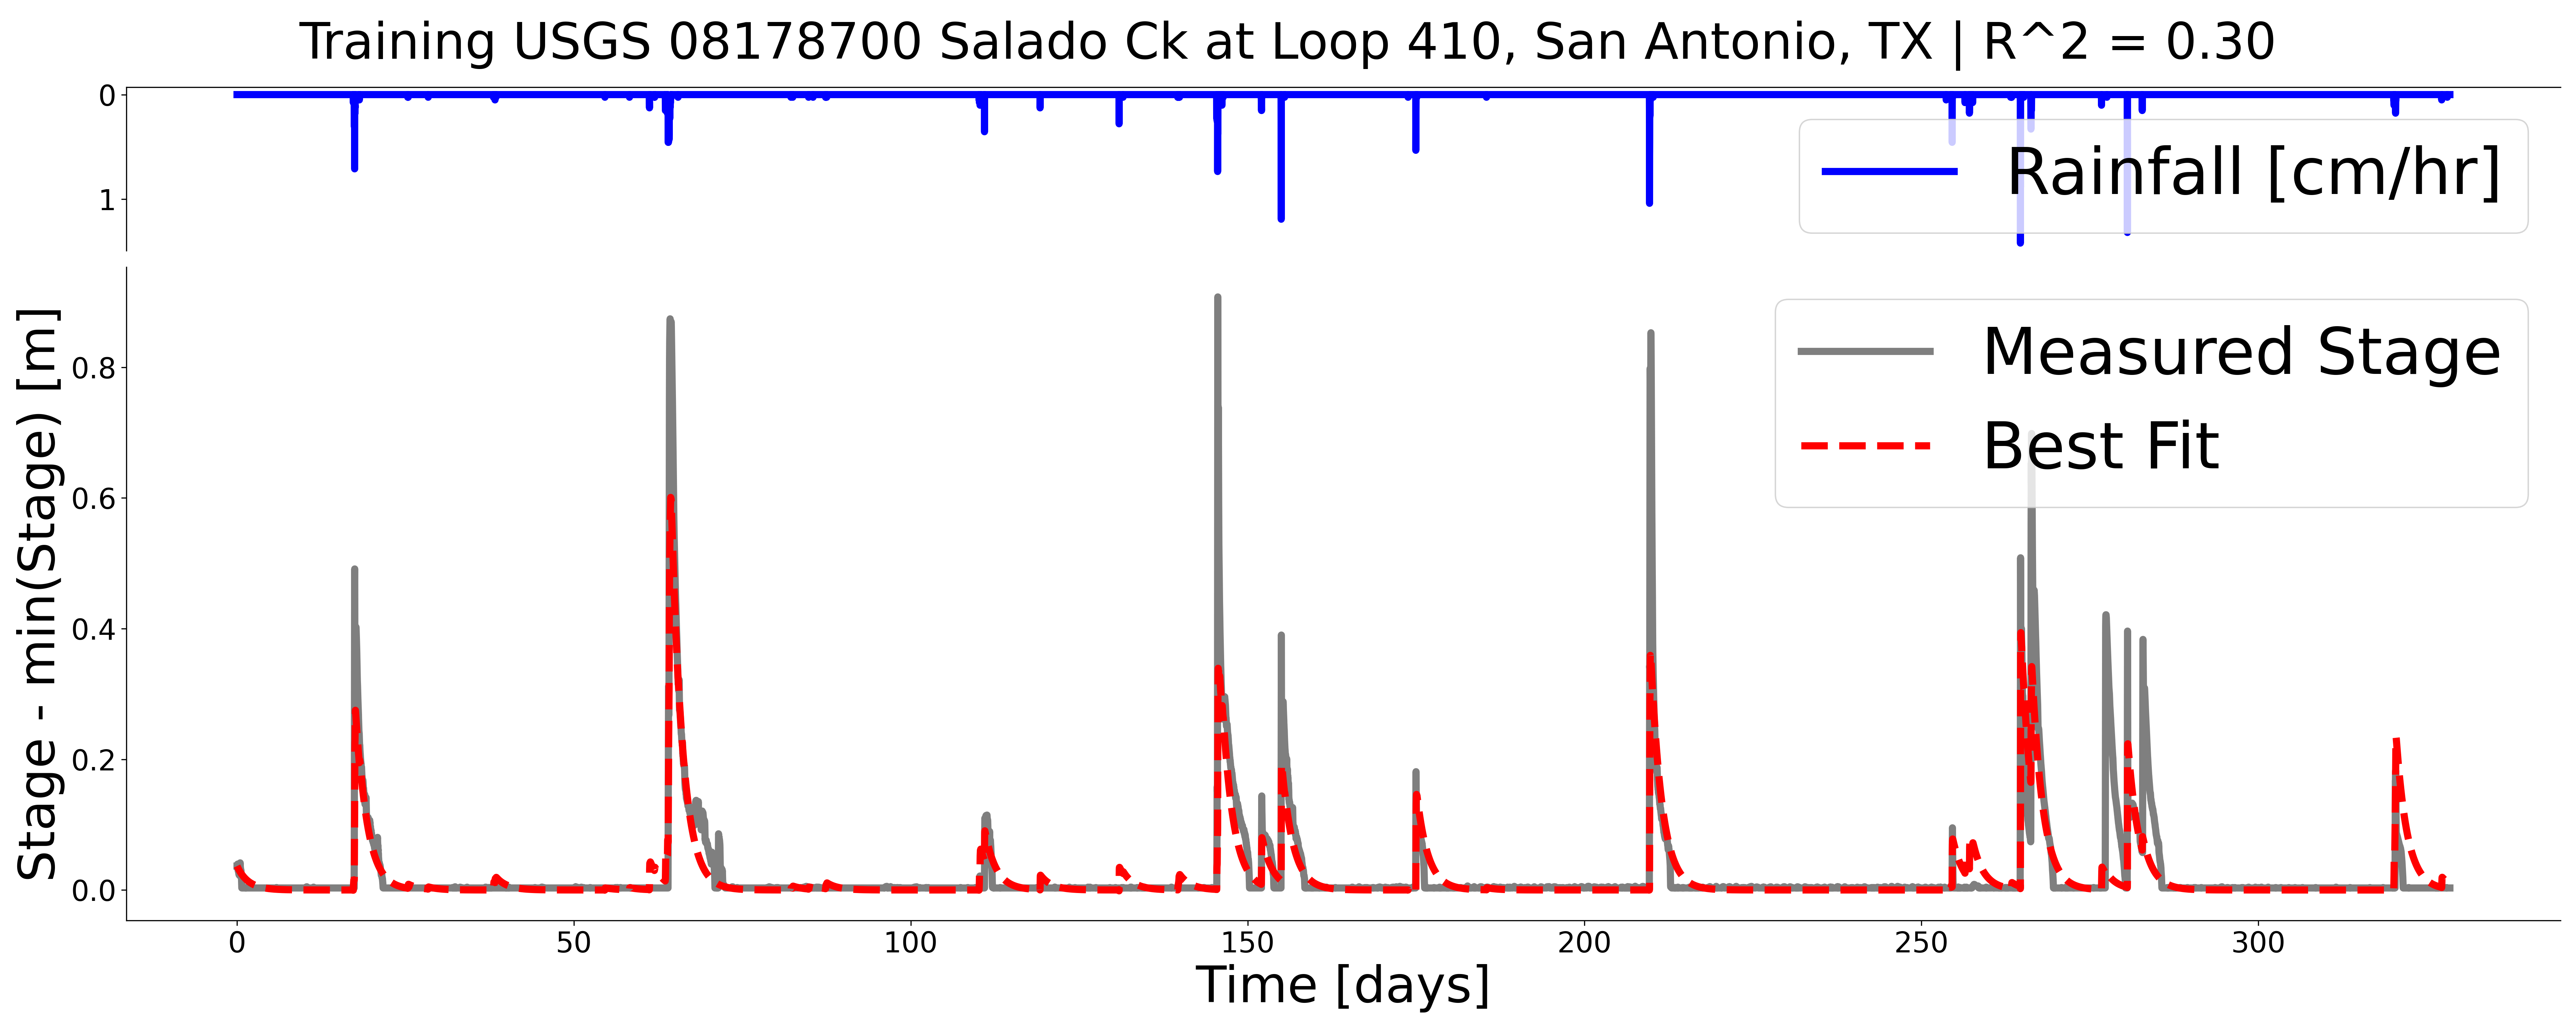 Training USGS 08178700 Salado Ck at Loop 410, San Antonio, TX | R^2 = 0.30
0
1
Rainfall [cm/hr]
Stage - min(Stage) [m]
0.8
0.6
0.4
0.2
0.0
Measured Stage
Best Fit
0 50 100 150 200 250 300
Time [days]